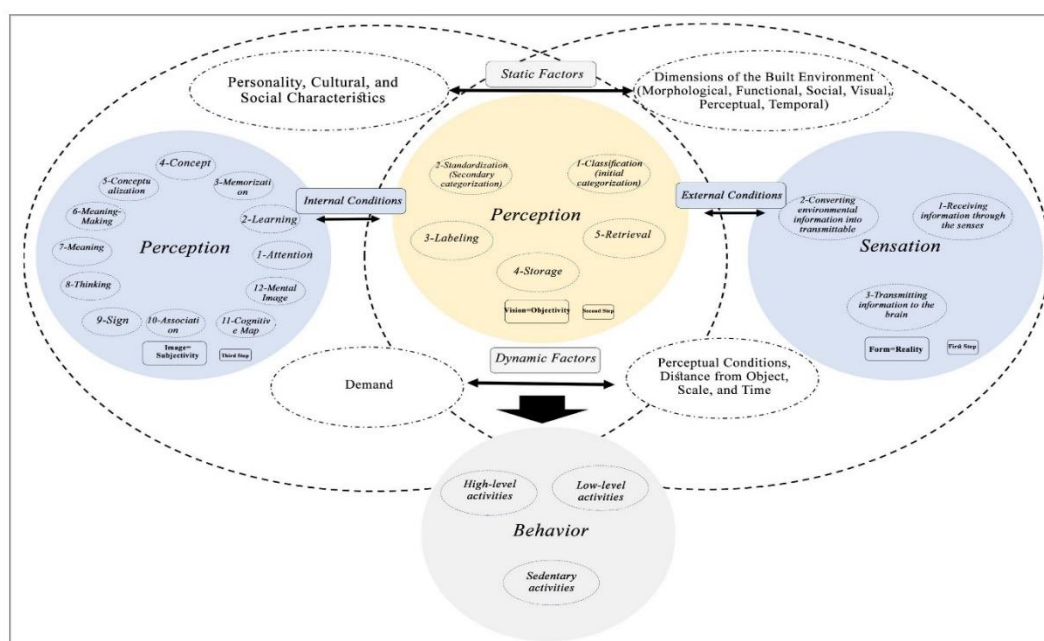 Static Factors
Personality, Cultural, and
Social Characteristics
Dimensions of the Built Environment
(Morphological, Functional, Social, Visual,
Perceptual, Temporal)
4-Concept
5-Conceptu
alization
3-Memorizati
on
6-Meaning-
Making
2-Learning
7-Meaning
Perception
1-Attention
8-Thinking
12-Mental
Image
9-Sign
10-Associati
on
11-Cognitiv
e Map
Image=
Subjectivity
Third Step
Internal Conditions
2-Standardization
(Secondary
categorization)
1-Classification
(initial
categorization)
Perception
3-Labeling
5-Retrieval
4-Storage
Vision=Objectivity
Second Step
External Conditions
2-Converting
environmental
information into
transmittable
1-Receiving
information through
the senses
Sensation
3-Transmitting
information to the
brain
Form=Reality
First Step
Dynamic Factors
Demand
Perceptual Conditions,
Distance from Object,
Scale, and Time
High-level
activities
Low-level
activities
Behavior
Sedentary
activities